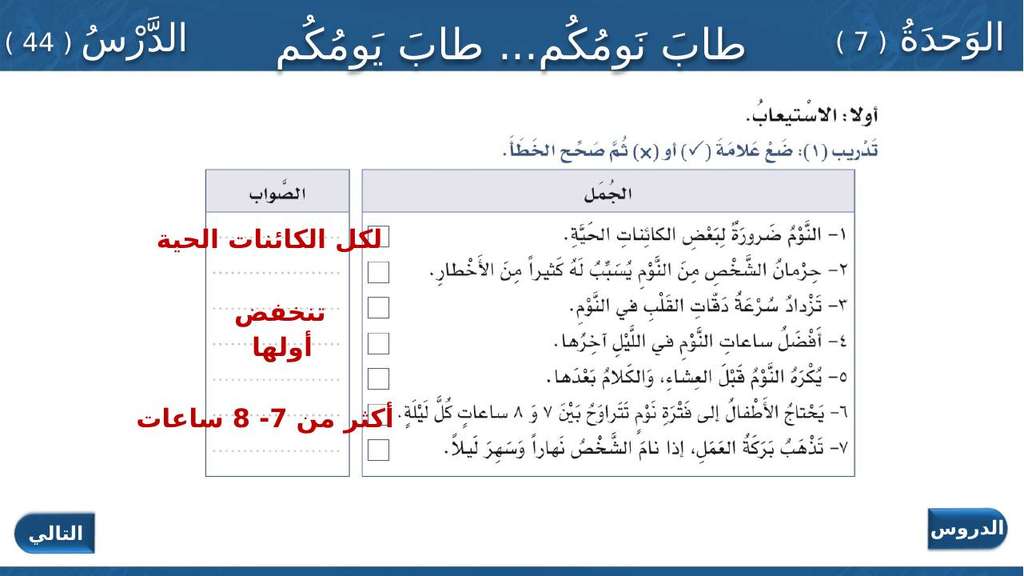 الوَحدَةُ ( 7 )
طابَ نَومُكُم... طابَ يَومُكُم
الدَّرْسُ ( 44 )
أولا: الاسْتيعابُ.
تَدْريب (١): ضَعْ عَلامَةَ (✓) أو (×) ثُمَّ صَحِّحِ الخَطَأَ.
الجُمَل
الصَّواب
١- النَّوْمُ ضَرورَةٌ لِبَعْضِ الكائِناتِ الحَيَّةِ.
لكل الكائنات الحية
٢- حِرْمانُ الشَّخْصِ مِنَ النَّوْمِ يُسَبِّبُ لَهُ كَثيراً مِنَ الأَخْطارِ.
٣- تَزْدادُ سُرْعَةُ دَقّاتِ القَلْبِ في النَّوْمِ.
تنخفض
٤- أَفْضَلُ ساعاتِ النَّوْمِ في اللَّيْلِ آخِرُها.
أولها
٥- يُكْرَهُ النَّوْمُ قَبْلَ العِشاءِ، وَالكَلامُ بَعْدَها.
٦- يَحْتاجُ الأَطْفالُ إلى فَتْرَةِ نَوْمٍ تَتَراوَحُ بَيْنَ ٧ وَ ٨ ساعاتٍ كُلَّ لَيْلَةٍ.
أكثر من 7- 8 ساعات
٧- تَذْهَبُ بَرَكَةُ العَمَلِ، إذا نامَ الشَّخْصُ نَهاراً وَسَهِرَ لَيلاً.
الدروس
التالي